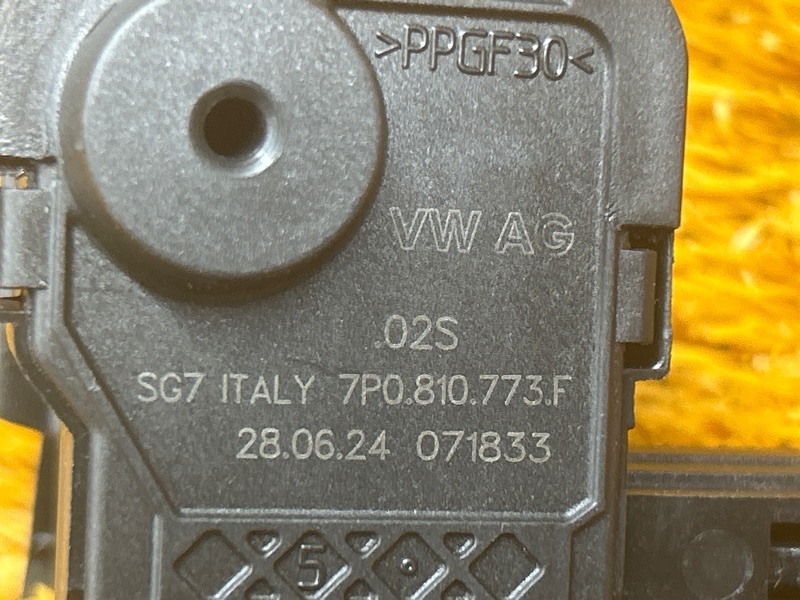 >PPGF30<
VW AG
.02S
SG7 ITALY 7P0.810.773.F
28.06.24 071833
5